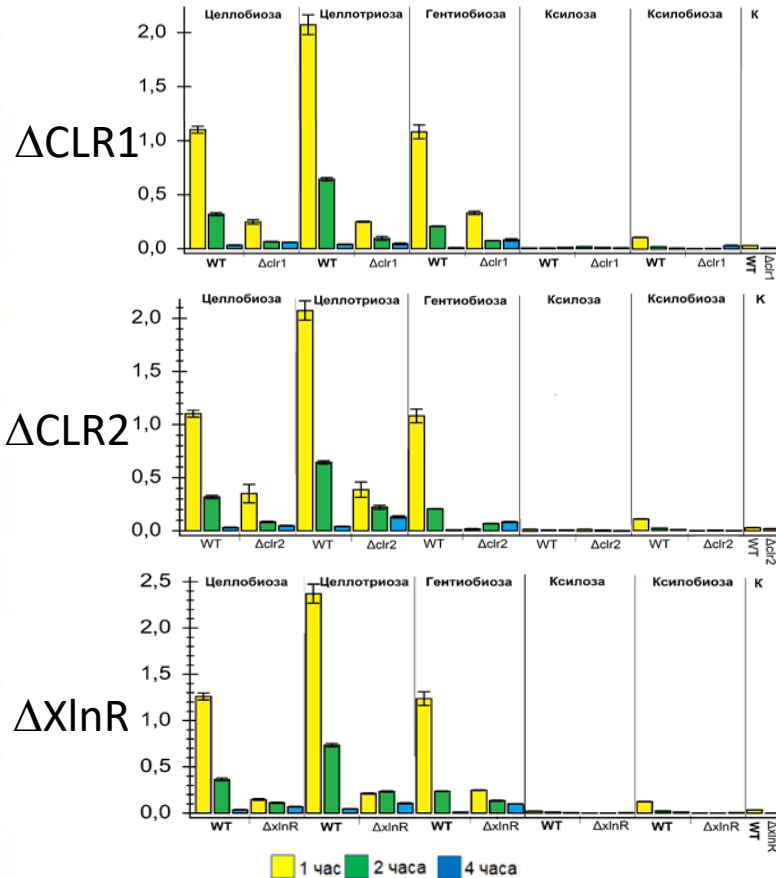 Целлобиоза Целлотриоза Гентиобиоза Ксилоза Ксилобиоза К
2,0
1,5
ΔCLR1
1,0
0,5
0,0
WT Δclr1 WT Δclr1 WT Δclr1 WT Δclr1 WT Δclr1 WT Δclr1
Целлобиоза Целлотриоза Гентиобиоза Ксилоза Ксилобиоза К
2,0
1,5
ΔCLR2
1,0
0,5
0,0
WT Δclr2 WT Δclr2 WT Δclr2 WT Δclr2 WT Δclr2 WT Δclr2
Целлобиоза Целлотриоза Гентиобиоза Ксилоза Ксилобиоза К
2,5
2,0
1,5
ΔXlnR
1,0
0,5
0,0
WT ΔxlnR WT ΔxlnR WT ΔxlnR WT ΔxlnR WT ΔxlnR WT ΔxlnR
1 час 2 часа 4 часа